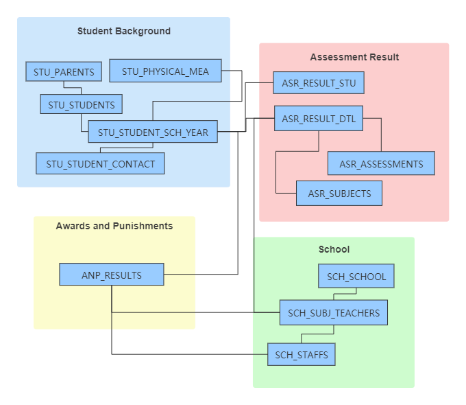 Student Background
STU_PARENTS
STU_PHYSICAL_MEA
STU_STUDENTS
STU_STUDENT_SCH_YEAR
STU_STUDENT_CONTACT
Assessment Result
ASR_RESULT_STU
ASR_RESULT_DTL
ASR_ASSESSMENTS
ASR_SUBJECTS
Awards and Punishments
ANP_RESULTS
School
SCH_SCHOOL
SCH_SUBJ_TEACHERS
SCH_STAFFS